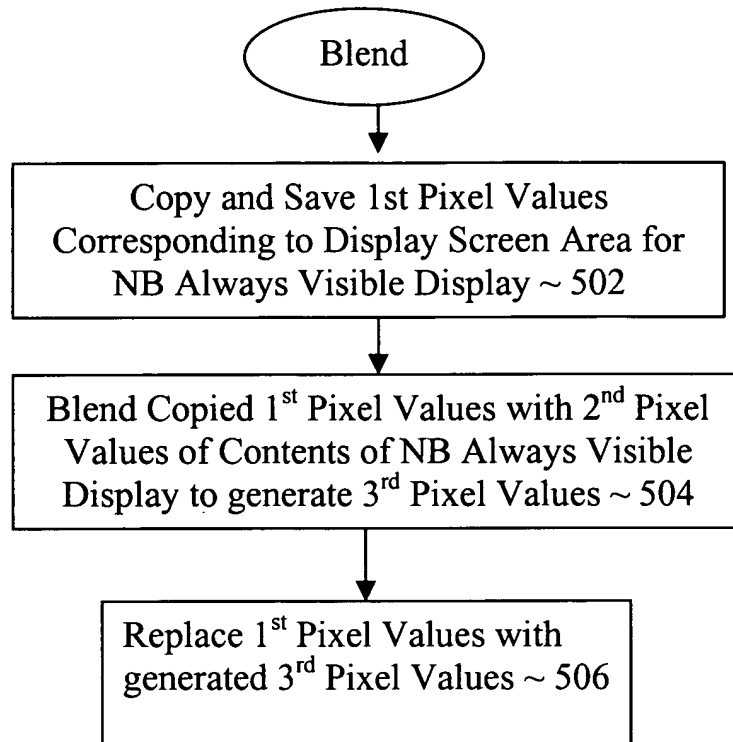 Blend
Copy and Save 1st Pixel Values
Corresponding to Display Screen Area for
NB Always Visible Display ~ 502
Blend Copied 1st Pixel Values with 2nd Pixel
Values of Contents of NB Always Visible
Display to generate 3rd Pixel Values ~ 504
Replace 1st Pixel Values with
generated 3rd Pixel Values ~ 506